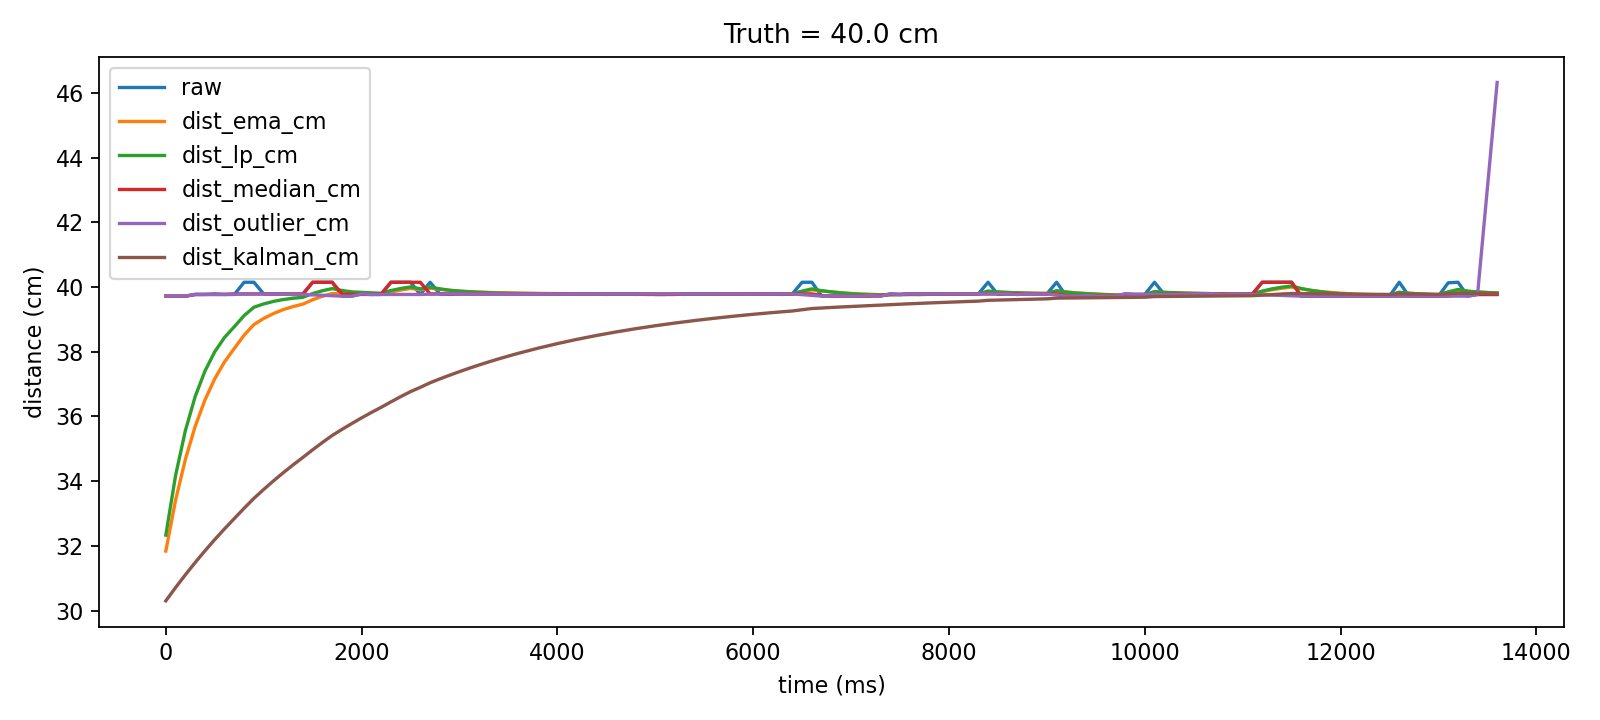 Truth = 40.0 cm
raw
dist_ema_cm
dist_lp_cm
dist_median_cm
dist_outlier_cm
dist_kalman_cm
distance (cm)
46
44
42
40
38
36
34
32
30
0 2000 4000 6000 8000 10000 12000 14000
time (ms)